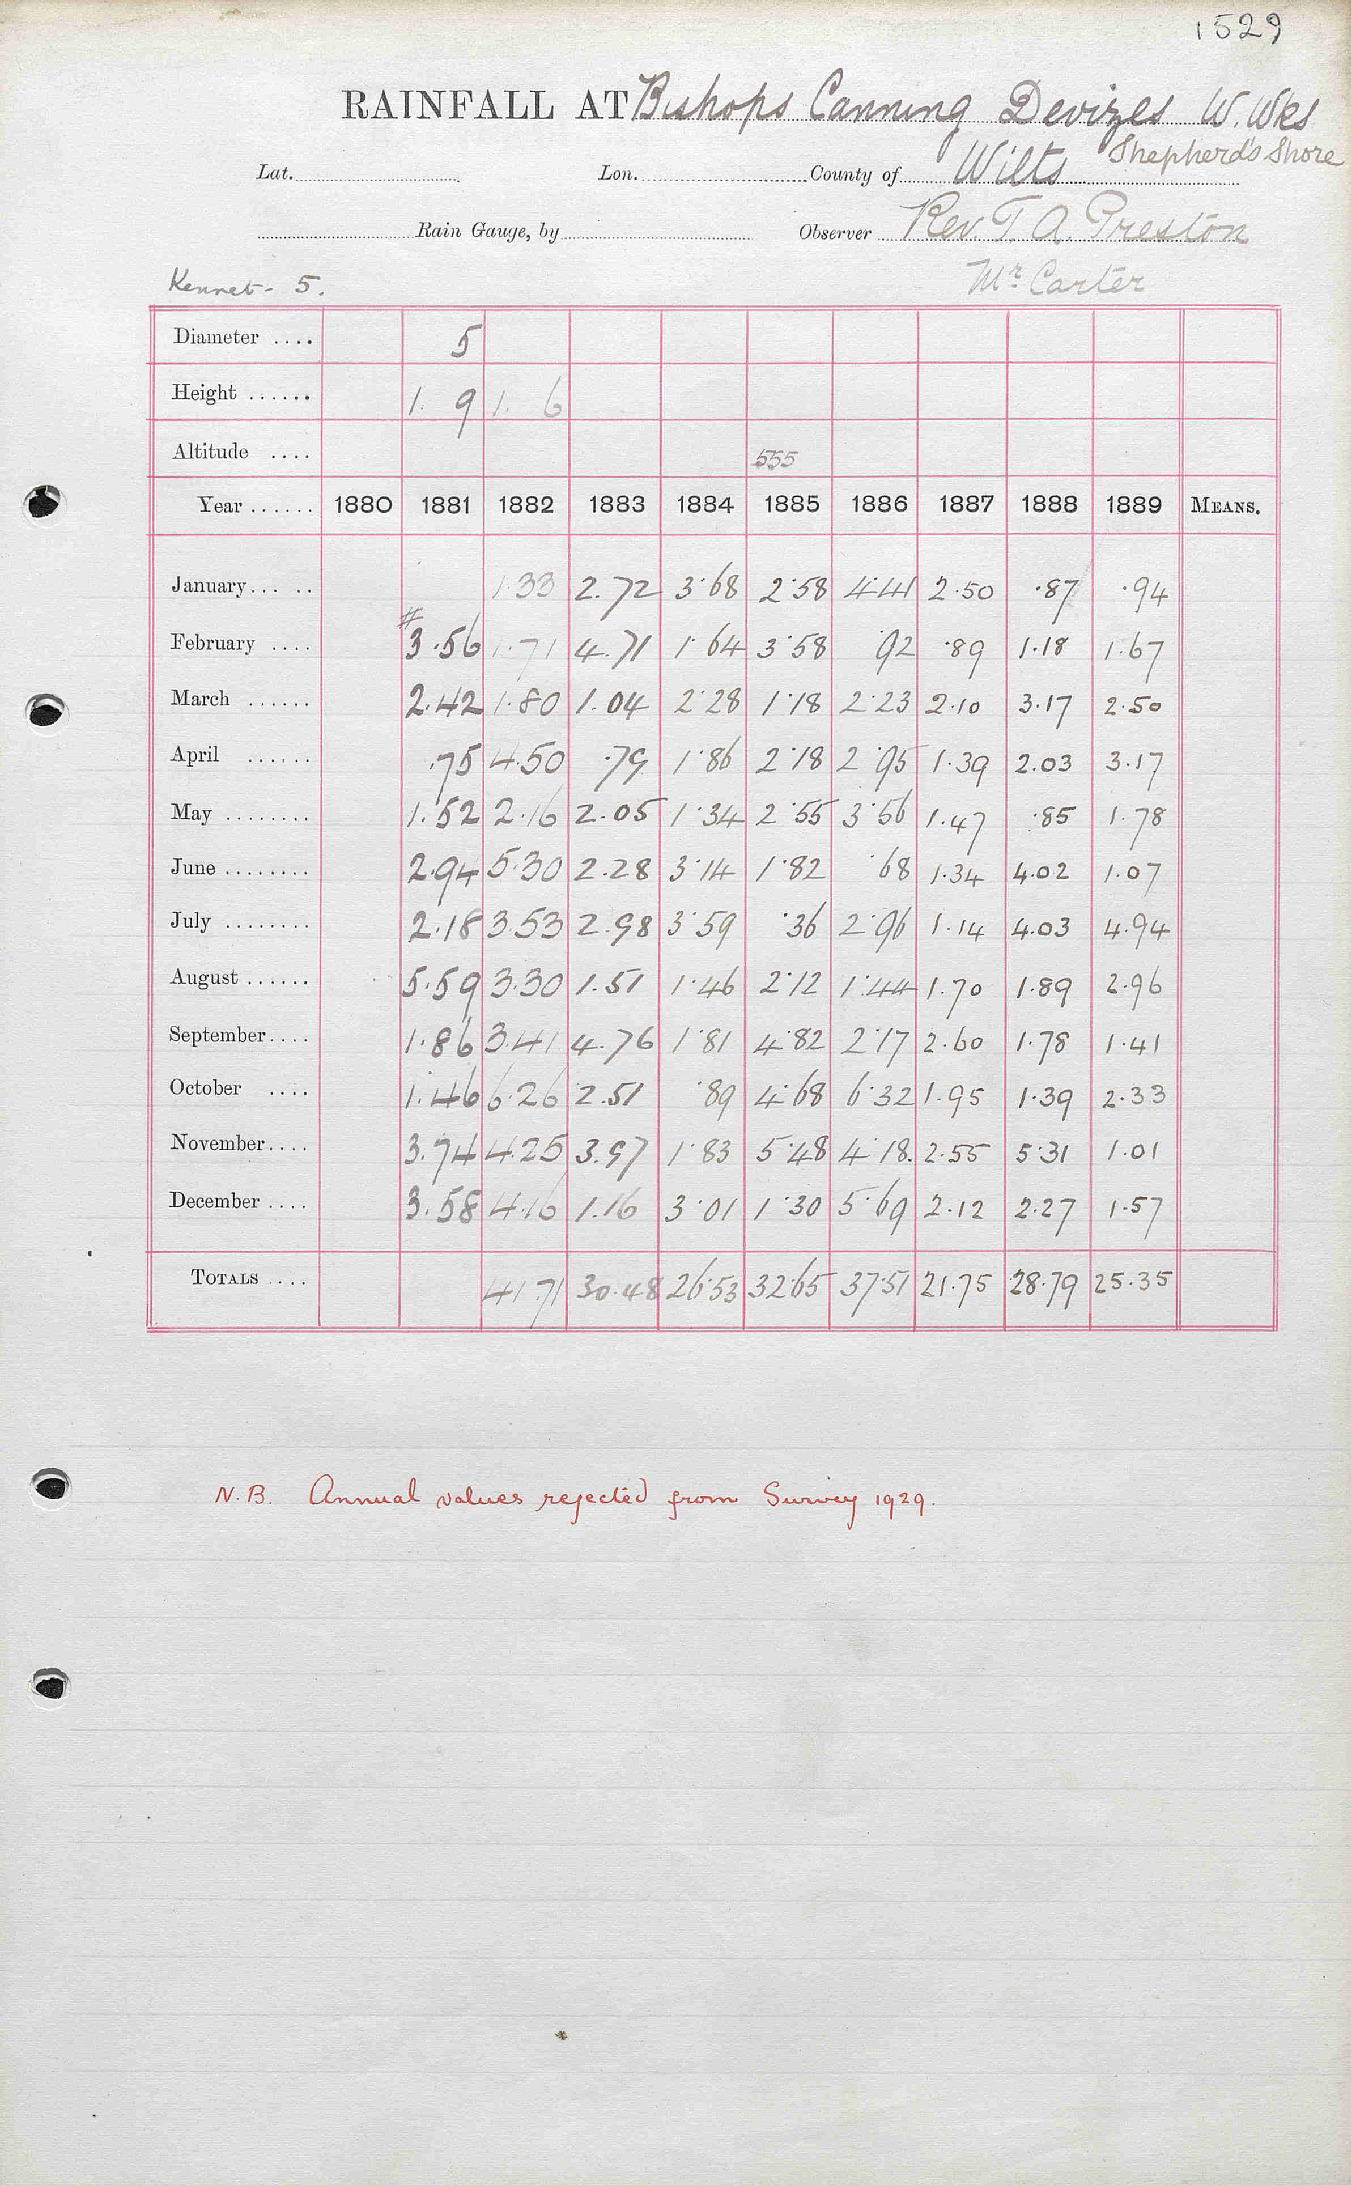 1529
RAINFALL AT Bishops Canning Devizes W. Wks
Shepherd's Shore
Lat. Lon. County of Wilts
Rain Gauge, by Observer Rev. T. A. Preston
Kennet - 5. Mr. Carter
Diameter .... 5
Height ...... 1. 9 1. 6
Altitude .... 555
Year ...... 1880 1881 1882 1883 1884 1885 1886 1887 1888 1889 MEANS.
January... .. 1.33 2.72 3.68 2.58 4.41 2.50 .87 .94
#
February .... 3.56 1.71 4.71 1.64 3.58 .92 .89 1.18 1.67
March ...... 2.42 1.80 1.04 2.28 1.18 2.23 2.10 3.17 2.50
April ...... .75 4.50 .79 1.86 2.18 2.95 1.39 2.03 3.17
May ........ 1.52 2.16 2.05 1.34 2.55 3.56 1.47 .85 1.78
June ........ 2.94 5.30 2.28 3.14 1.82 .68 1.34 4.02 1.07
July ........ 2.18 3.53 2.98 3.59 .36 2.96 1.14 4.03 4.94
August ...... 5.59 3.30 1.51 1.46 2.12 1.44 1.70 1.89 2.96
September.... 1.86 3.41 4.76 1.81 4.82 2.17 2.60 1.78 1.41
October .... 1.46 6.26 2.51 .89 4.68 6.32 1.95 1.39 2.33
November.... 3.74 4.25 3.97 1.83 5.48 4.18. 2.55 5.31 1.01
December .... 3.58 4.16 1.16 3.01 1.30 5.69 2.12 2.27 1.57
TOTALS .... 41.71 30.48 26.53 32.65 37.51 21.75 28.79 25.35
N.B. Annual values rejected from Survey 1929.